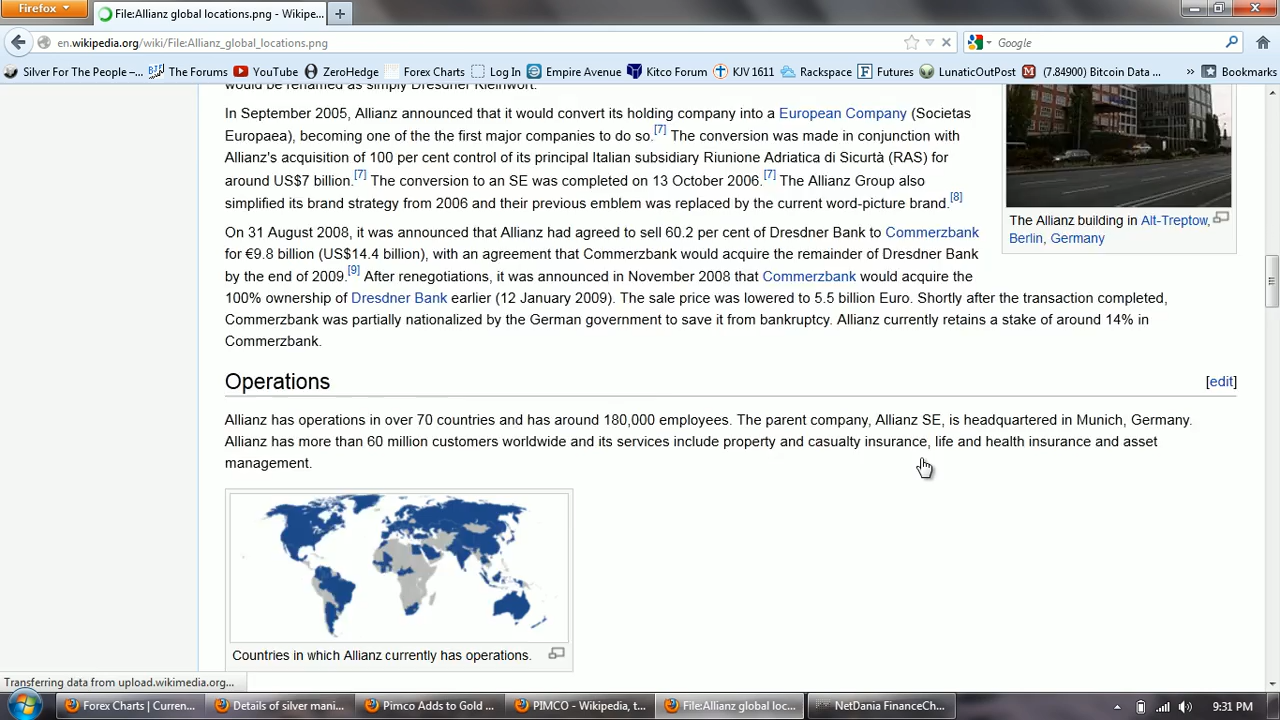 Firefox
File:Allianz global locations.png - Wikipe...
en.wikipedia.org/wiki/File:Allianz_global_locations.png
Google
Silver For The People –...
The Forums
YouTube
ZeroHedge
Forex Charts
Log In
Empire Avenue
Kitco Forum
KJV 1611
Rackspace
Futures
LunaticOutPost
(7.84900) Bitcoin Data ...
»
Bookmarks
would be renamed as simply Dresdner Kleinwort.
In September 2005, Allianz announced that it would convert its holding company into a European Company (Societas
Europaea), becoming one of the the first major companies to do so.[7] The conversion was made in conjunction with
Allianz's acquisition of 100 per cent control of its principal Italian subsidiary Riunione Adriatica di Sicurtà (RAS) for
around US$7 billion.[7] The conversion to an SE was completed on 13 October 2006.[7] The Allianz Group also
simplified its brand strategy from 2006 and their previous emblem was replaced by the current word-picture brand.[8]
The Allianz building in Alt-Treptow,
Berlin, Germany
On 31 August 2008, it was announced that Allianz had agreed to sell 60.2 per cent of Dresdner Bank to Commerzbank
for €9.8 billion (US$14.4 billion), with an agreement that Commerzbank would acquire the remainder of Dresdner Bank
by the end of 2009.[9] After renegotiations, it was announced in November 2008 that Commerzbank would acquire the
100% ownership of Dresdner Bank earlier (12 January 2009). The sale price was lowered to 5.5 billion Euro. Shortly after the transaction completed,
Commerzbank was partially nationalized by the German government to save it from bankruptcy. Allianz currently retains a stake of around 14% in
Commerzbank.
Operations
[edit]
Allianz has operations in over 70 countries and has around 180,000 employees. The parent company, Allianz SE, is headquartered in Munich, Germany.
Allianz has more than 60 million customers worldwide and its services include property and casualty insurance, life and health insurance and asset
management.
Countries in which Allianz currently has operations.
Transferring data from upload.wikimedia.org...
Forex Charts | Curren...
Details of silver mani...
Pimco Adds to Gold ...
PIMCO - Wikipedia, t...
File:Allianz global loc...
NetDania FinanceCh...
9:31 PM